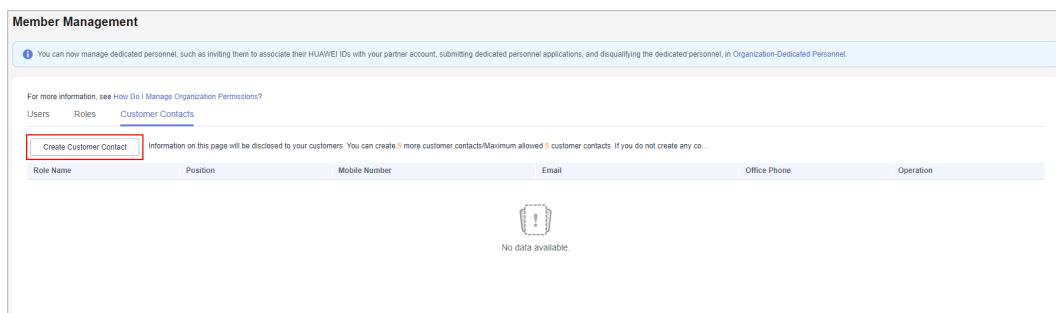 Member Management
You can now manage dedicated personnel, such as inviting them to associate their HUAWEI IDs with your partner account, submitting dedicated personnel applications, and disqualifying the dedicated personnel, in Organization-Dedicated Personnel.
For more information, see How Do I Manage Organization Permissions?
Users Roles Customer Contacts
Create Customer Contact Information on this page will be disclosed to your customers. You can create 5 more customer contacts/Maximum allowed 5 customer contacts. If you do not create any co...
Role Name Position Mobile Number Email Office Phone Operation
No data available.